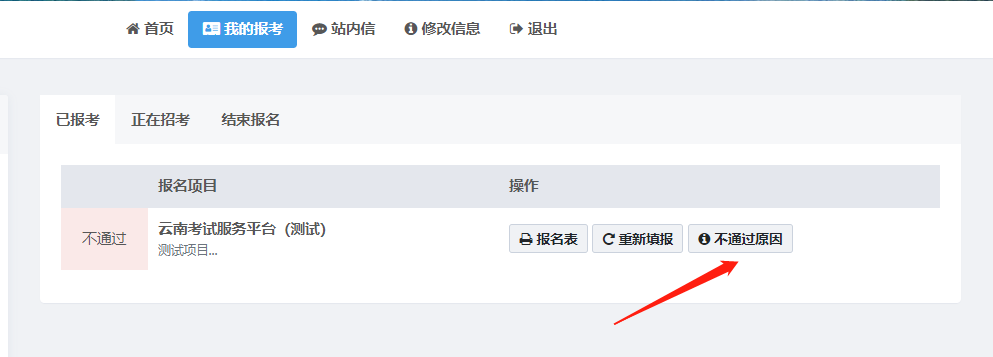 首页 我的报考 站内信 修改信息 退出
已报考 正在招考 结束报名
报名项目 操作
不通过 云南考试服务平台（测试） 报名表 重新填报 不通过原因
测试项目...